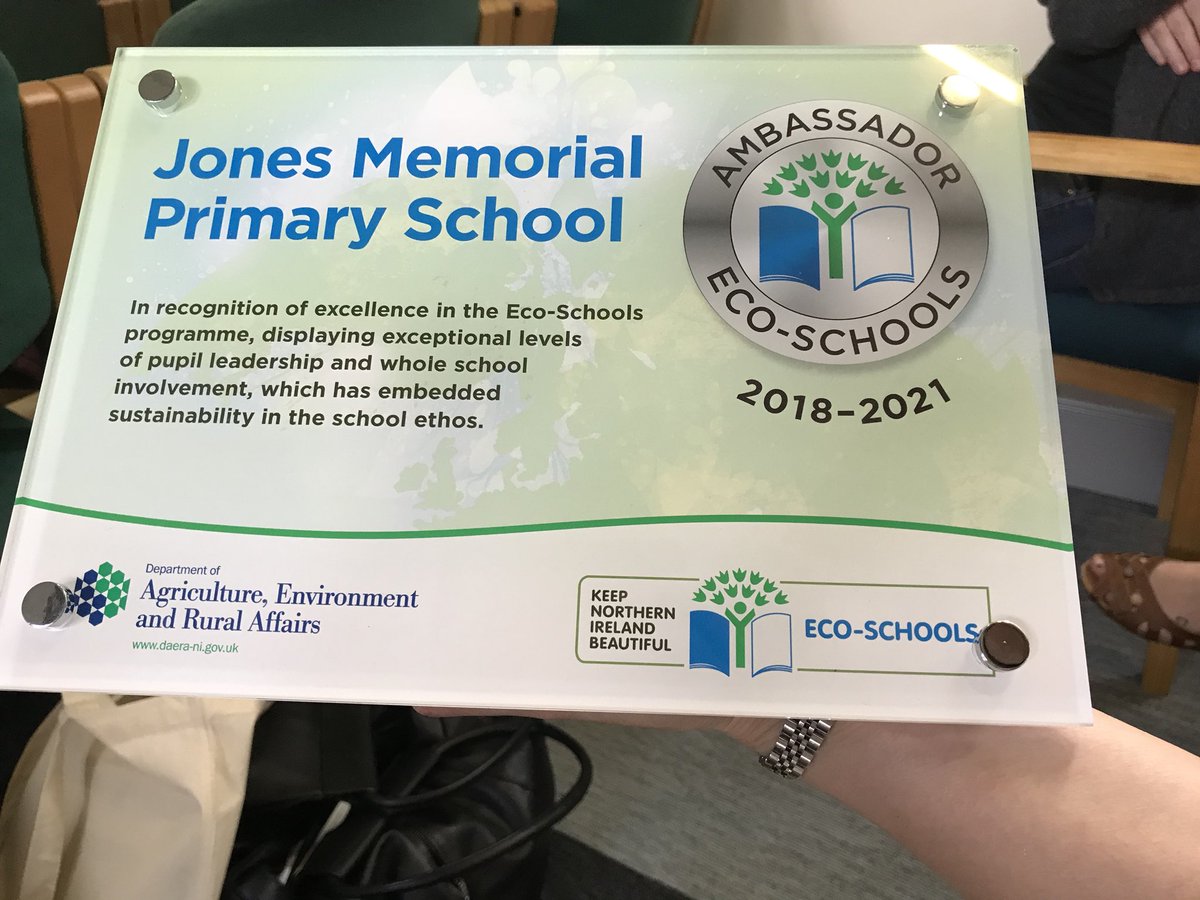 Jones Memorial
Primary School
In recognition of excellence in the Eco-Schools
programme, displaying exceptional levels
of pupil leadership and whole school
involvement, which has embedded
sustainability in the school ethos.
AMBASSADOR
ECO-SCHOOLS
2018–2021
Department of
Agriculture, Environment
and Rural Affairs
www.daera-ni.gov.uk
KEEP
NORTHERN
IRELAND
BEAUTIFUL
ECO-SCHOOLS